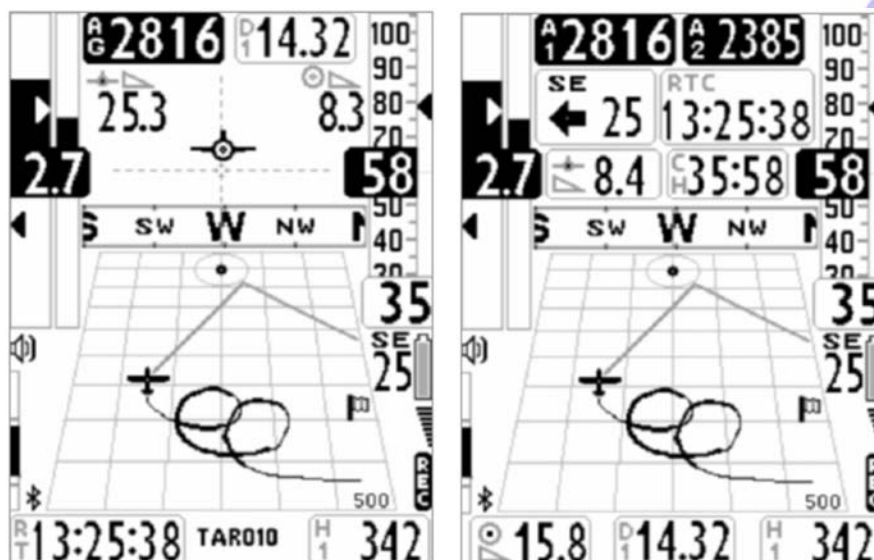 AG 2816 D1 14.32
25.3 8.3
100
90
80
70
2.7 58
50
40
30
S SW W NW N
35
SE
25
500
REC
RT 13:25:38 TAR010 H1 342
A1 2816 A2 2385
SE RTC
25 13:25:38
8.4 CH 35:58
100
90
80
70
2.7 58
50
40
30
S SW W NW N
35
SE
25
500
REC
15.8 D1 14.32 H1 342